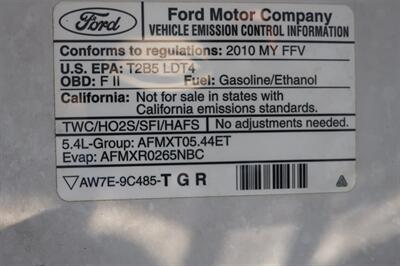 Ford
Ford Motor Company
VEHICLE EMISSION CONTROL INFORMATION
Conforms to regulations: 2010 MY FFV
U.S. EPA: T2B5 LDT4
OBD: F II Fuel: Gasoline/Ethanol
California: Not for sale in states with
California emissions standards.
TWC/HO2S/SFI/HAFS No adjustments needed.
5.4L-Group: AFMXT05.44ET
Evap: AFMXR0265NBC
AW7E-9C485-TGR